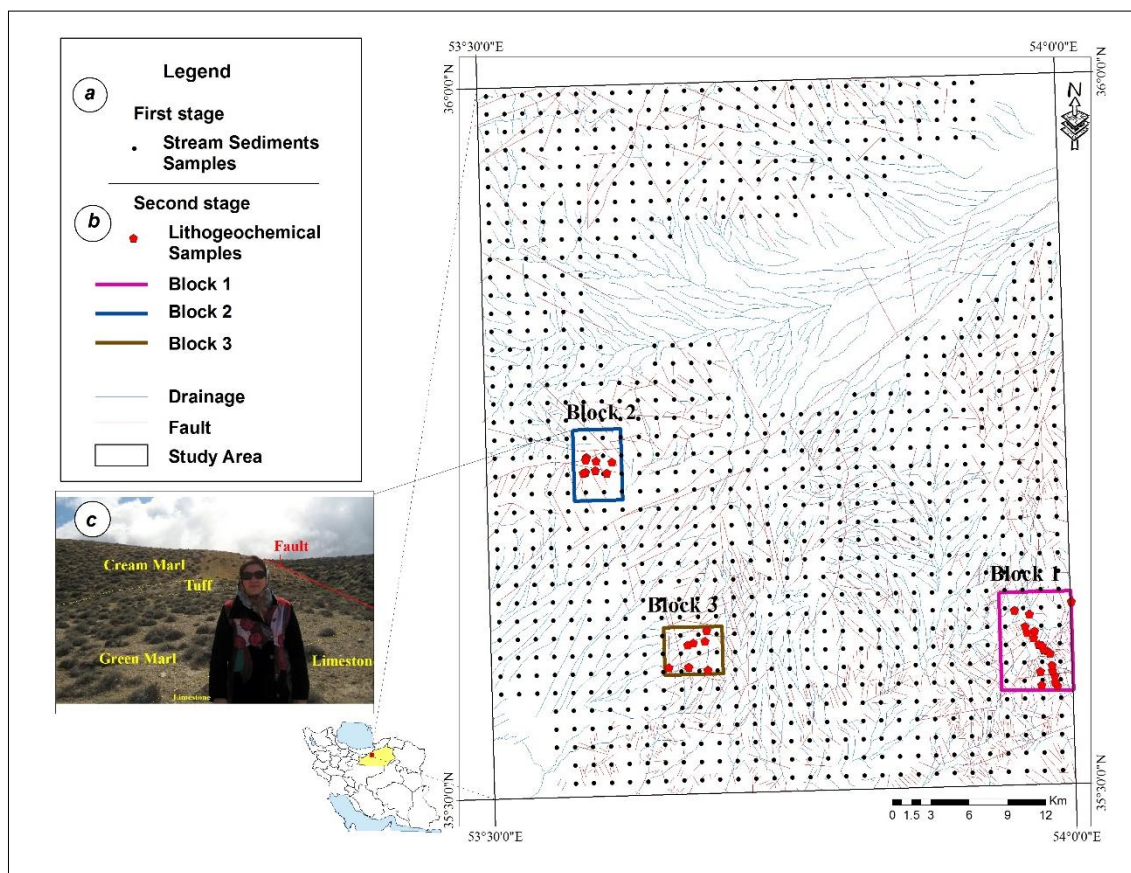 a
Legend
First stage
Stream Sediments
Samples
b
Second stage
Lithogeochemical
Samples
Block 1
Block 2
Block 3
Drainage
Fault
Study Area
c
Fault
Cream Marl
Tuff
Green Marl
Limeston
Limestone
53°30'0"E
54°0'0"E
36°0'0"N
36°0'0"N
N
Block 2
Block 1
Block 3
35°30'0"N
35°30'0"N
53°30'0"E
54°0'0"E
0 1.5 3 6 9 12 Km